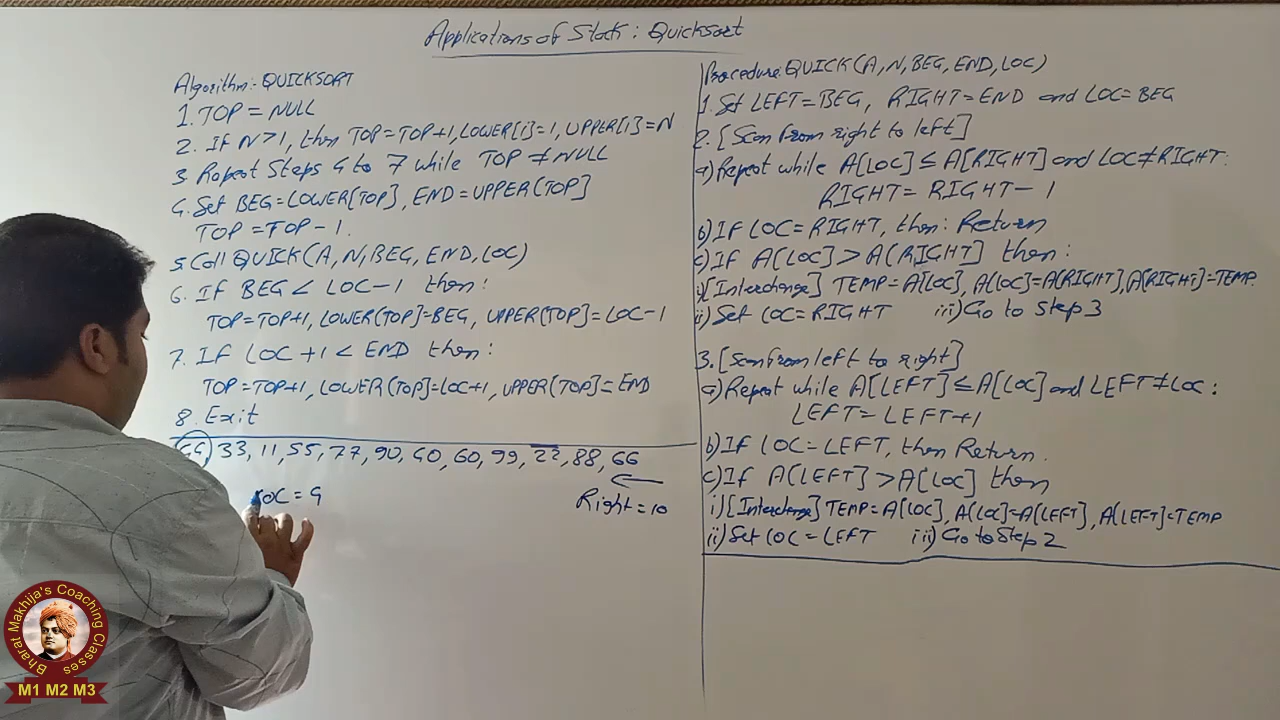 Applications of Stack: Quicksort
Algorithm:- QUICKSORT
1. TOP = NULL
2. If N>1, then TOP=TOP+1, LOWER[i]=1, UPPER[i]=N
3. Repeat Steps 4 to 7 while TOP ≠ NULL
4. Set BEG=LOWER[TOP], END=UPPER[TOP]
TOP = TOP - 1.
5. Call QUICK(A, N, BEG, END, LOC)
6. If BEG < LOC-1 then:
TOP=TOP+1, LOWER[TOP]=BEG, UPPER[TOP]=LOC-1
7. If LOC+1 < END then:
TOP=TOP+1, LOWER[TOP]=LOC+1, UPPER[TOP]=END
8. Exit
44, 33, 11, 55, 77, 90, 40, 60, 99, 22, 88, 66
LOC = 9
Right = 10
Procedure: QUICK(A, N, BEG, END, LOC)
1. Set LEFT=BEG, RIGHT=END and LOC=BEG
2. [Scan from right to left]
a) Repeat while A[LOC] ≤ A[RIGHT] and LOC≠RIGHT:
RIGHT = RIGHT - 1
b) If LOC = RIGHT, then: Return
c) If A[LOC] > A[RIGHT] then:
i) [Interchange] TEMP=A[LOC], A[LOC]=A[RIGHT], A[RIGHT]=TEMP.
ii) Set LOC=RIGHT iii) Go to step 3
3. [Scan from left to right]
a) Repeat while A[LEFT] ≤ A[LOC] and LEFT≠LOC:
LEFT = LEFT+1
b) If LOC = LEFT, then Return.
c) If A[LEFT] > A[LOC] then
i) [Interchange] TEMP=A[LOC], A[LOC]=A[LEFT], A[LEFT]=TEMP
ii) Set LOC = LEFT iii) Go to Step 2
Bharat Makhija's Coaching Classes
M1 M2 M3